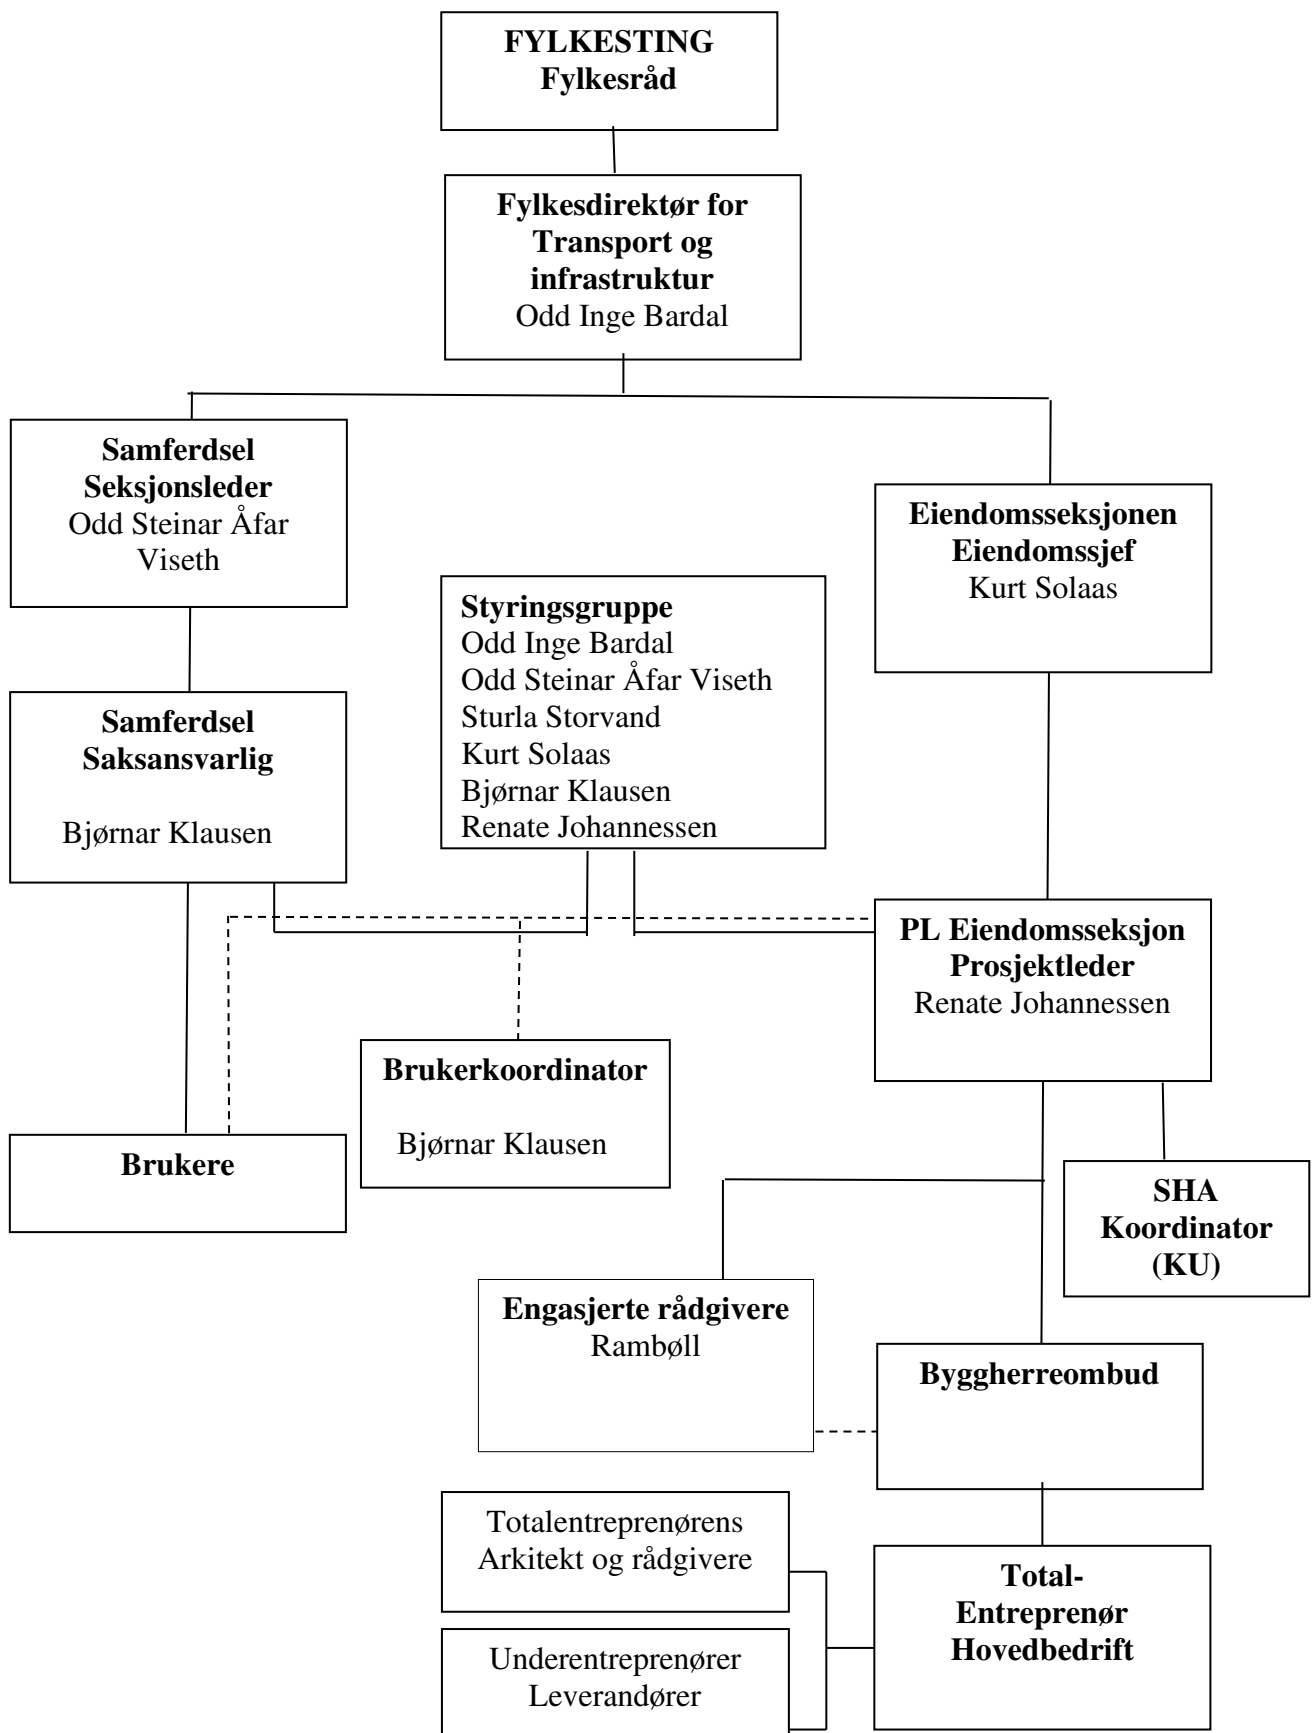 FYLKESTING
Fylkesråd
Fylkesdirektør for
Transport og
infrastruktur
Odd Inge Bardal
Samferdsel
Seksjonsleder
Odd Steinar Åfar
Viseth
Eiendomsseksjonen
Eiendomssjef
Kurt Solaas
Styringsgruppe
Odd Inge Bardal
Odd Steinar Åfar Viseth
Sturla Storvand
Kurt Solaas
Bjørnar Klausen
Renate Johannessen
Samferdsel
Saksansvarlig
Bjørnar Klausen
PL Eiendomsseksjon
Prosjektleder
Renate Johannessen
Brukerkoordinator
Bjørnar Klausen
Brukere
SHA
Koordinator
(KU)
Engasjerte rådgivere
Rambøll
Byggherreombud
Totalentreprenørens
Arkitekt og rådgivere
Total-
Entreprenør
Hovedbedrift
Underentreprenører
Leverandører